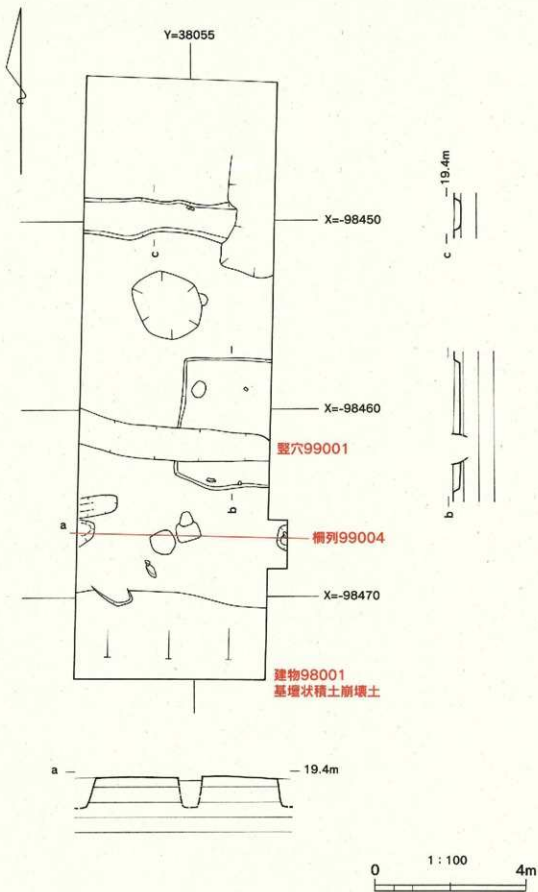 Y=38055
X=-98450
19.4m
c
c
X=-98460
竪穴99001
b
b
a
柵列99004
X=-98470
建物98001
基壇状積土崩壊土
a
19.4m
1：100
0
4m